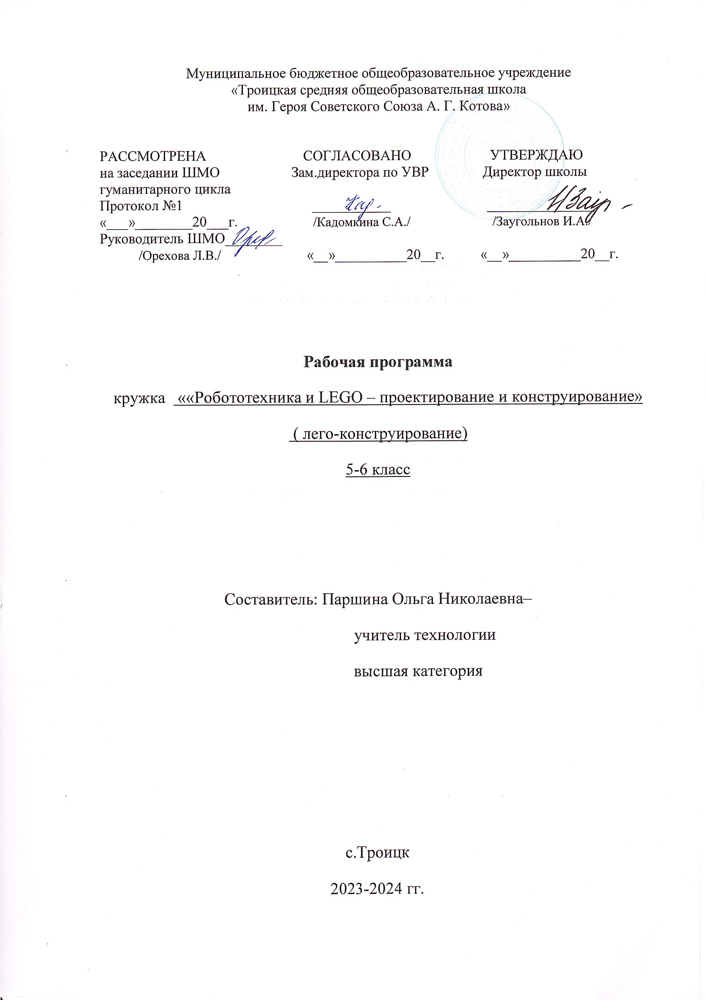 Муниципальное бюджетное общеобразовательное учреждение
«Троицкая средняя общеобразовательная школа
им. Героя Советского Союза А. Г. Котова»
РАССМОТРЕНА
на заседании ШМО
гуманитарного цикла
Протокол №1
«___»________20___г.
Руководитель ШМО________
/Орехова Л.В./
СОГЛАСОВАНО
Зам.директора по УВР
___________
/Кадомкина С.А./
«__»__________20__г.
УТВЕРЖДАЮ
Директор школы
_______________
/Заугольнов И.А./
«__»__________20__г.
Рабочая программа
кружка ««Робототехника и LEGO – проектирование и конструирование»
( лего-конструирование)
5-6 класс
Составитель: Паршина Ольга Николаевна–
учитель технологии
высшая категория
с.Троицк
2023-2024 гг.